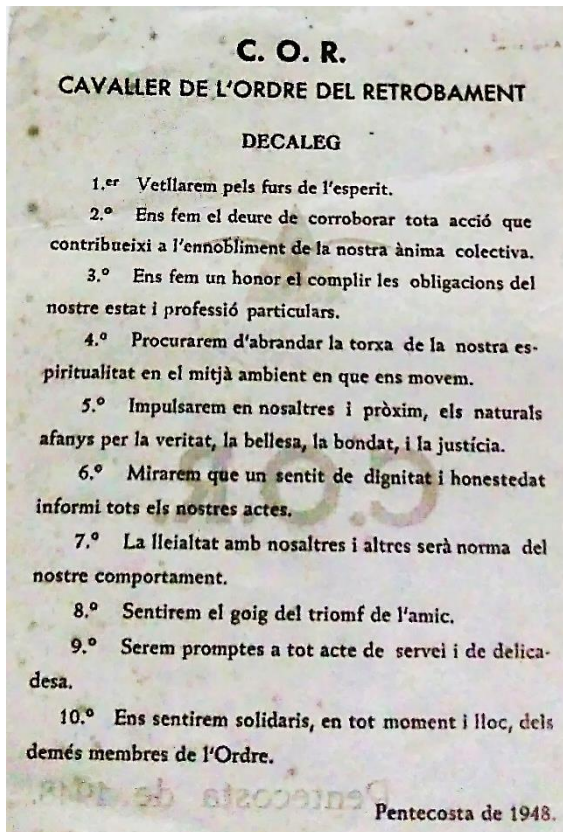 C. O. R.
CAVALLER DE L'ORDRE DEL RETROBAMENT
DECALEG
1.er Vetllarem pels furs de l'esperit.
2.º Ens fem el deure de corroborar tota acció que
contribueixi a l'ennobliment de la nostra ànima colectiva.
3.º Ens fem un honor el complir les obligacions del
nostre estat i professió particulars.
4.º Procurarem d'abrandar la torxa de la nostra es-
piritualitat en el mitjà ambient en que ens movem.
5.º Impulsarem en nosaltres i pròxim, els naturals
afanys per la veritat, la bellesa, la bondat, i la justícia.
6.º Mirarem que un sentit de dignitat i honestedat
informi tots els nostres actes.
C.O.R.
7.º La lleialtat amb nosaltres i altres serà norma del
nostre comportament.
8.º Sentirem el goig del triomf de l'amic.
9.º Serem promptes a tot acte de servei i de delica-
desa.
10.º Ens sentirem solidaris, en tot moment i lloc, dels
demés membres de l'Ordre.
Pentecosta de 1948.
Pentecosta de 1948.